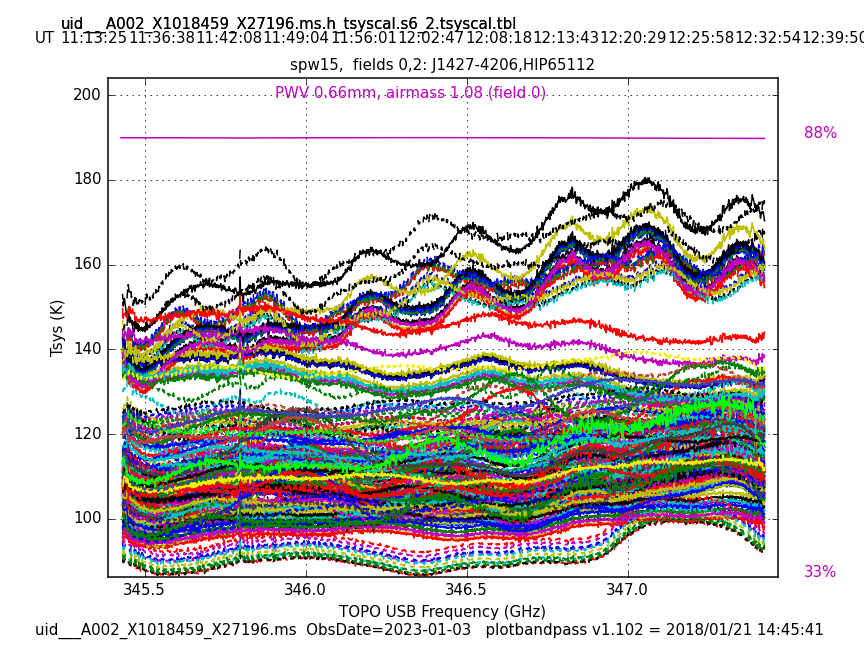 uid___A002_X1018459_X27196.ms.h_tsyscal.s6_2.tsyscal.tbl
UT 11:13:25 11:36:38 11:42:08 11:49:04 11:56:01 12:02:47 12:08:18 12:13:43 12:20:29 12:25:58 12:32:54 12:39:50
spw15, fields 0,2: J1427-4206,HIP65112
PWV 0.66mm, airmass 1.08 (field 0)
200
88%
180
160
Tsys (K)
140
120
100
33%
345.5 346.0 346.5 347.0
TOPO USB Frequency (GHz)
uid___A002_X1018459_X27196.ms ObsDate=2023-01-03 plotbandpass v1.102 = 2018/01/21 14:45:41